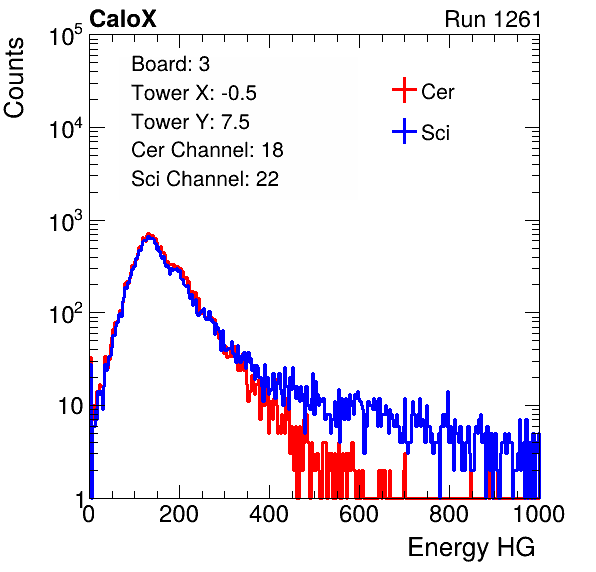 CaloX
Run 1261
Counts
10^5
10^4
10^3
10^2
10
1
Board: 3
Tower X: -0.5
Tower Y: 7.5
Cer Channel: 18
Sci Channel: 22
Cer
Sci
0 200 400 600 800 1000
Energy HG